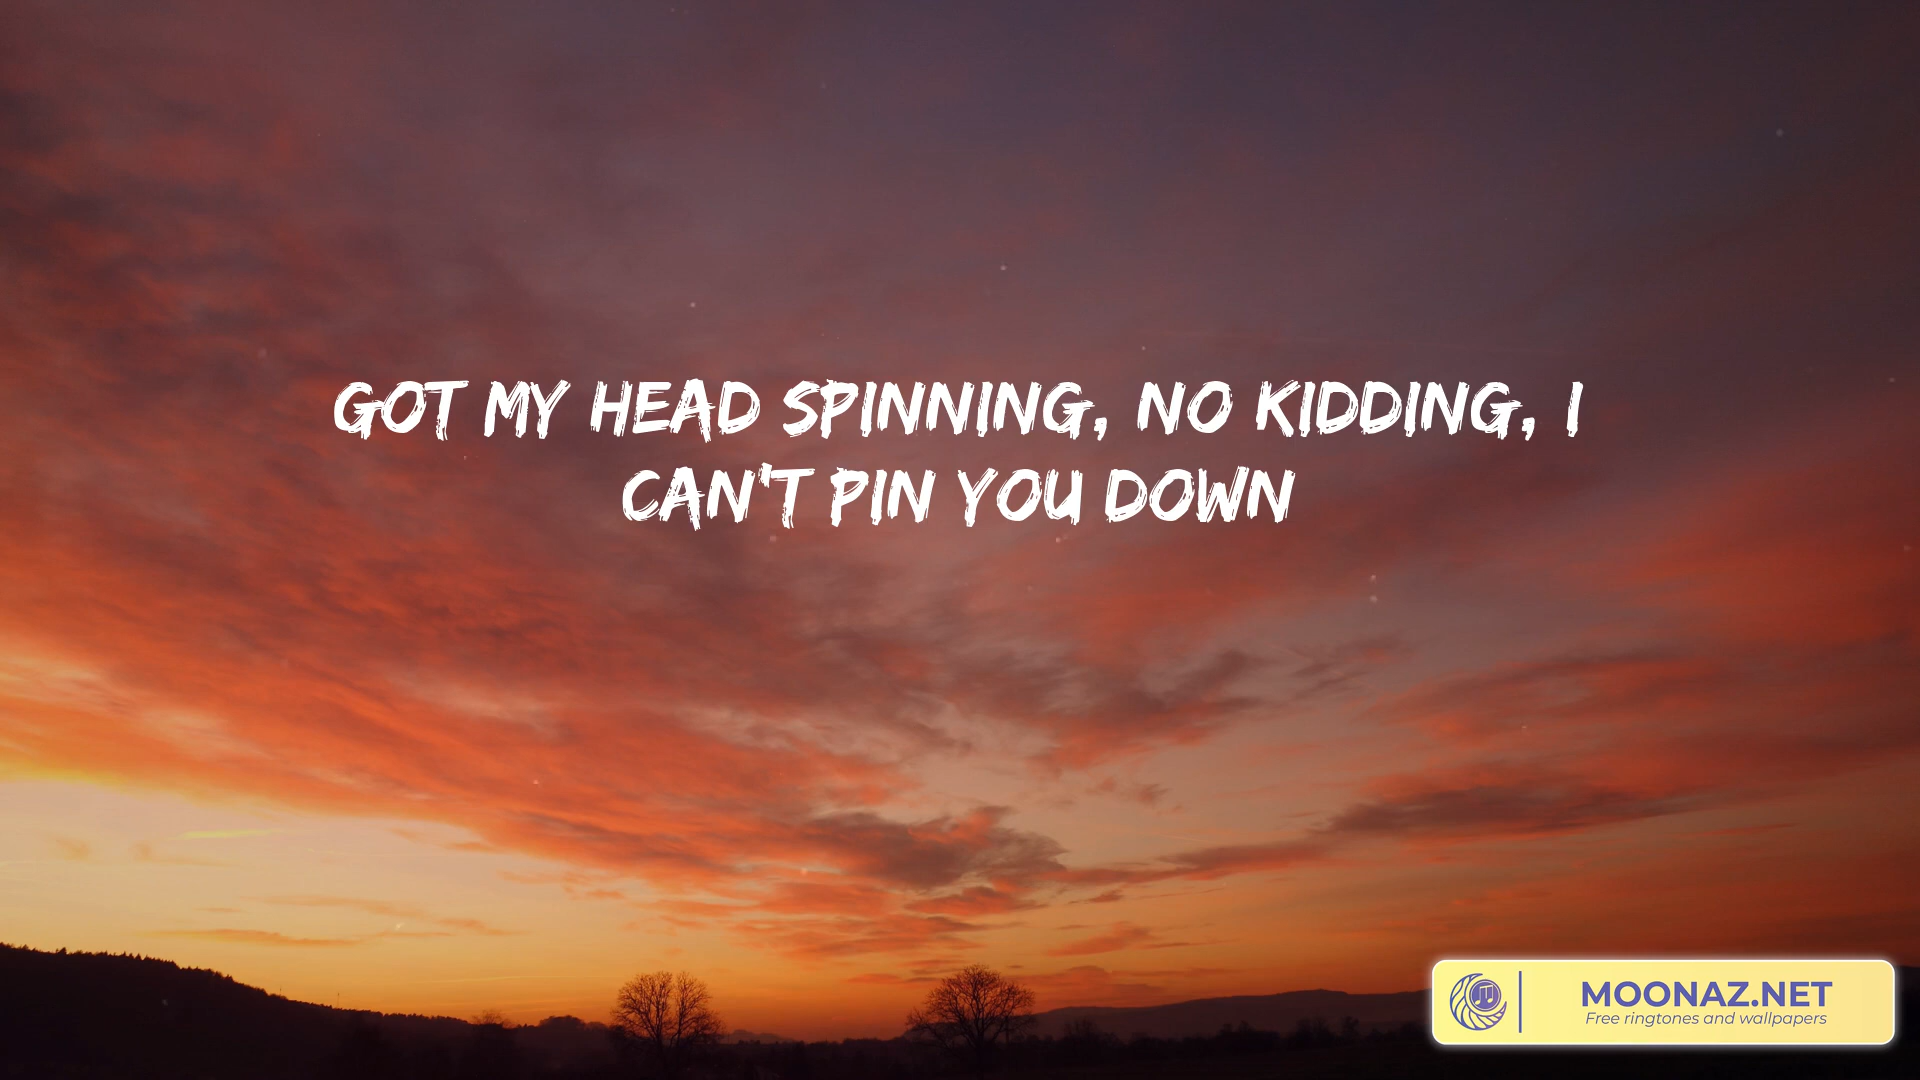 GOT MY HEAD SPINNING, NO KIDDING, I
CAN'T PIN YOU DOWN
MOONAZ.NET
Free ringtones and wallpapers